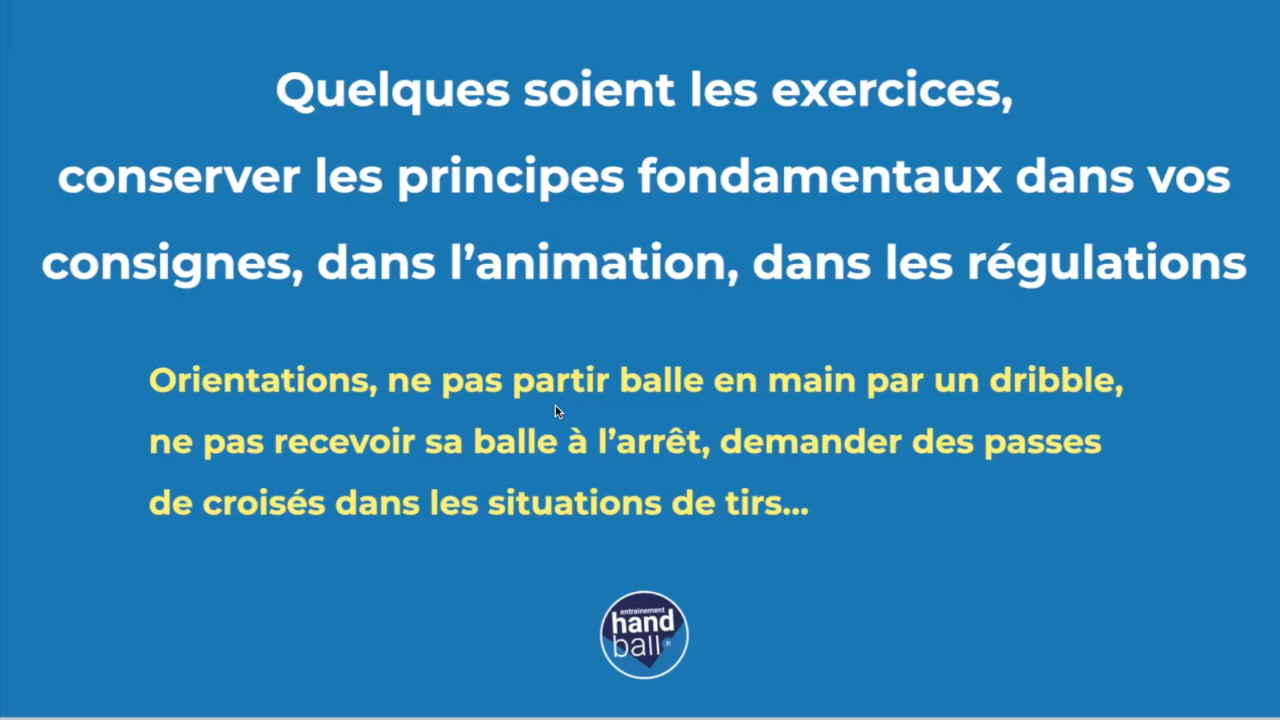 Quelques soient les exercices,
conserver les principes fondamentaux dans vos
consignes, dans l’animation, dans les régulations
Orientations, ne pas partir balle en main par un dribble,
ne pas recevoir sa balle à l’arrêt, demander des passes
de croisés dans les situations de tirs...
entrainement
hand
ball
.fr